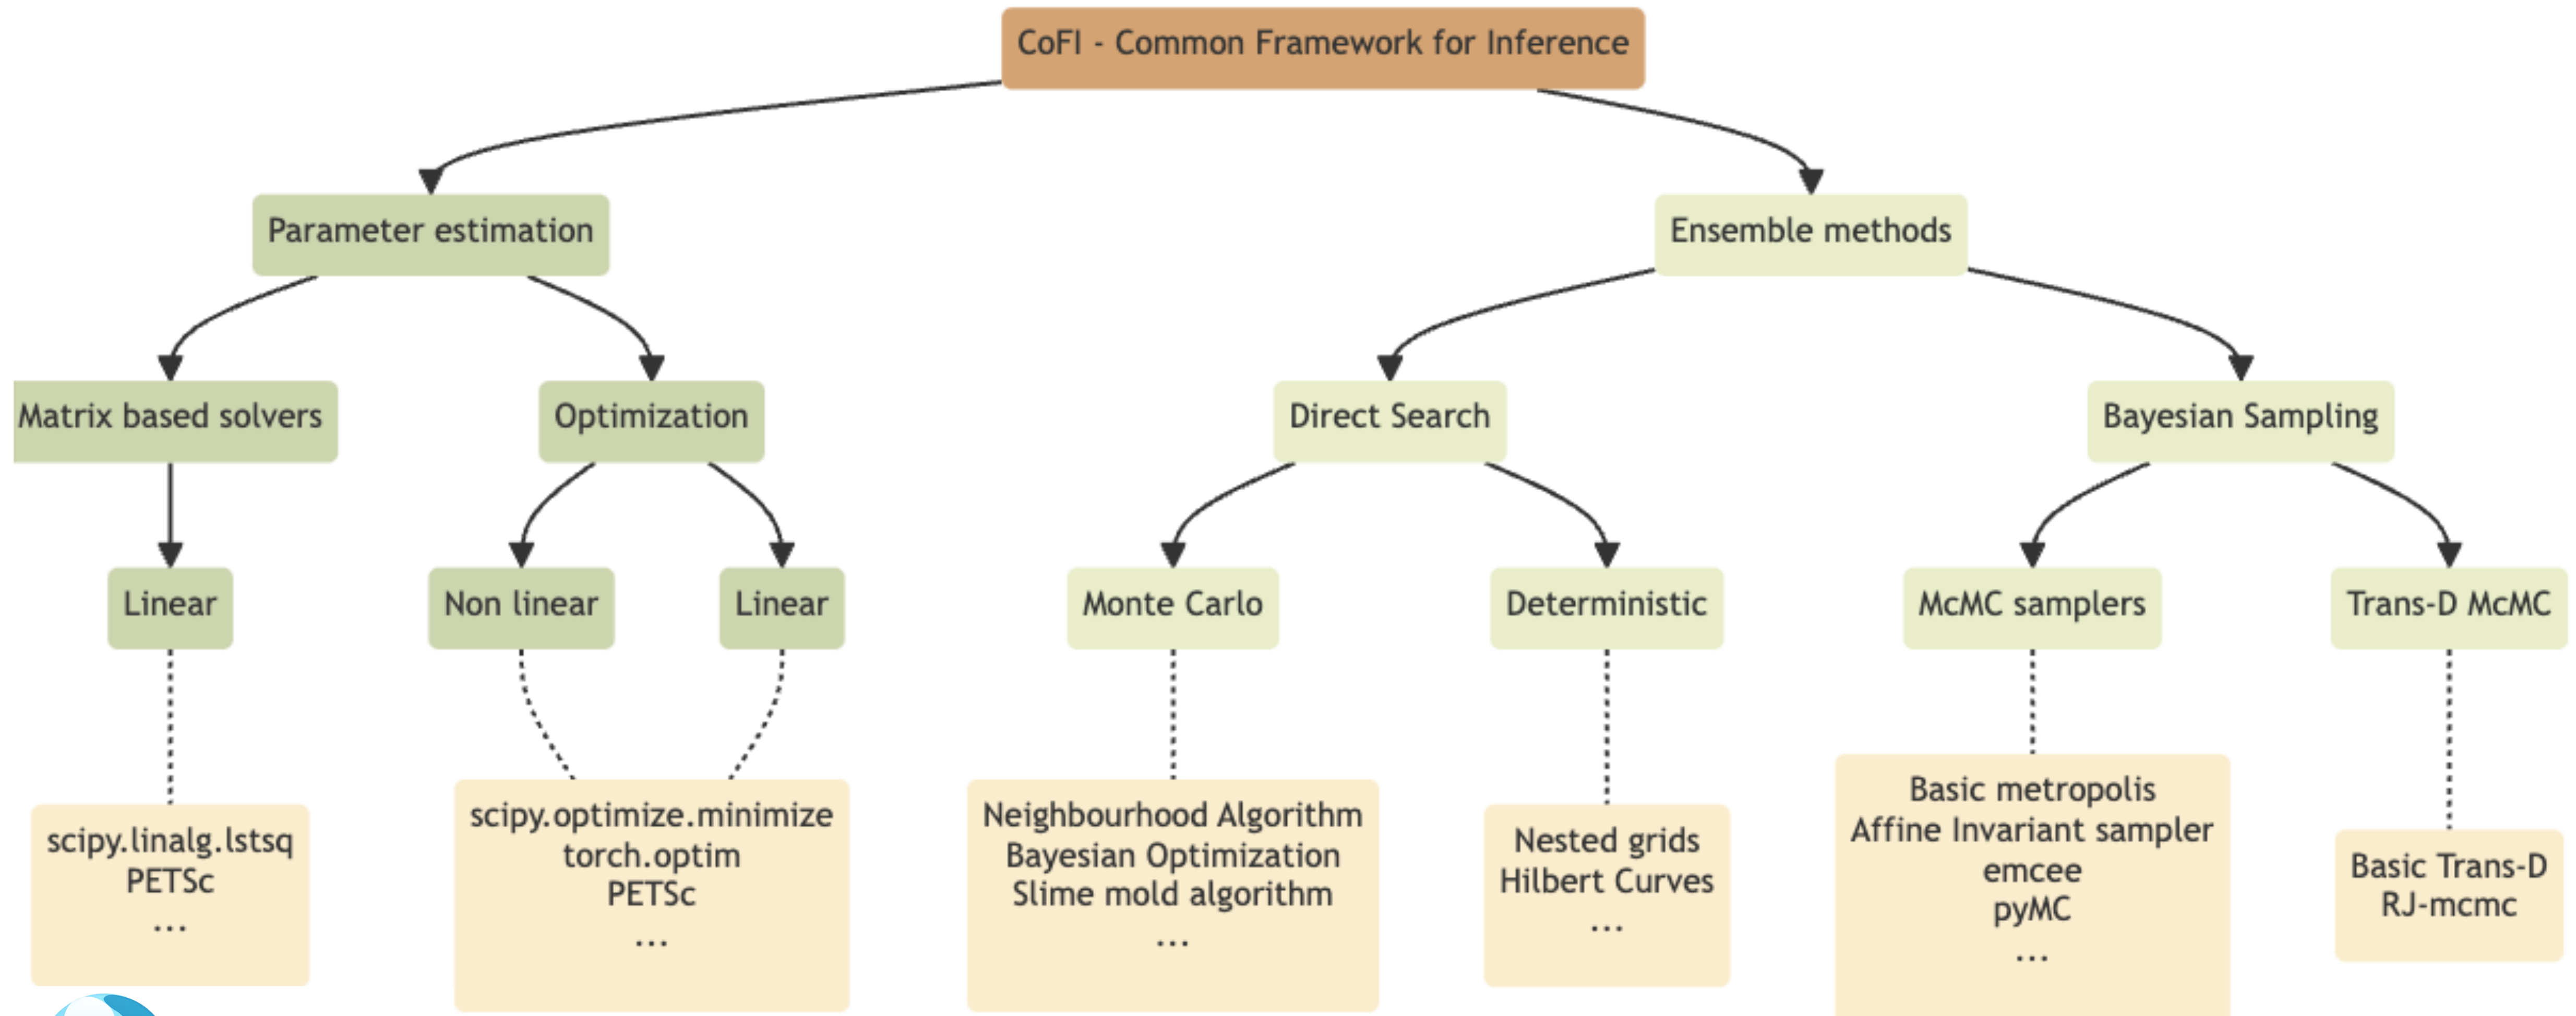 CoFI - Common Framework for Inference
Parameter estimation
Ensemble methods
Matrix based solvers
Optimization
Direct Search
Bayesian Sampling
Linear
Non linear
Linear
Monte Carlo
Deterministic
McMC samplers
Trans-D McMC
scipy.linalg.lstsq
PETSc
...
scipy.optimize.minimize
torch.optim
PETSc
...
Neighbourhood Algorithm
Bayesian Optimization
Slime mold algorithm
...
Nested grids
Hilbert Curves
...
Basic metropolis
Affine Invariant sampler
emcee
pyMC
...
Basic Trans-D
RJ-mcmc